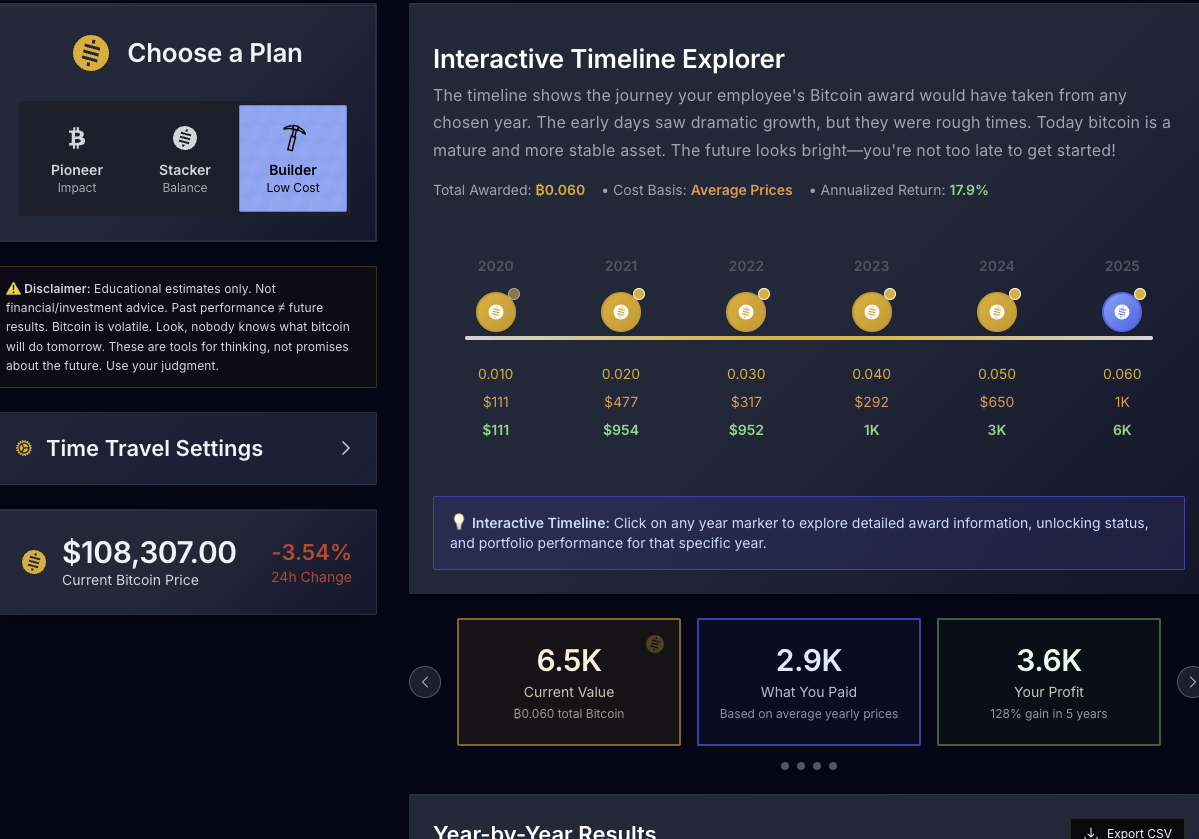 Choose a Plan
Pioneer
Impact
Stacker
Balance
Builder
Low Cost
⚠️ Disclaimer: Educational estimates only. Not
financial/investment advice. Past performance ≠ future
results. Bitcoin is volatile. Look, nobody knows what bitcoin
will do tomorrow. These are tools for thinking, not promises
about the future. Use your judgment.
Time Travel Settings
$108,307.00
Current Bitcoin Price
-3.54%
24h Change
Interactive Timeline Explorer
The timeline shows the journey your employee's Bitcoin award would have taken from any
chosen year. The early days saw dramatic growth, but they were rough times. Today bitcoin is a
mature and more stable asset. The future looks bright—you're not too late to get started!
Total Awarded: ₿0.060 • Cost Basis: Average Prices • Annualized Return: 17.9%
2020 2021 2022 2023 2024 2025
0.010 0.020 0.030 0.040 0.050 0.060
$111 $477 $317 $292 $650 1K
$111 $954 $952 1K 3K 6K
💡 Interactive Timeline: Click on any year marker to explore detailed award information, unlocking status,
and portfolio performance for that specific year.
6.5K
Current Value
₿0.060 total Bitcoin
2.9K
What You Paid
Based on average yearly prices
3.6K
Your Profit
128% gain in 5 years
Year-by-Year Results
Export CSV